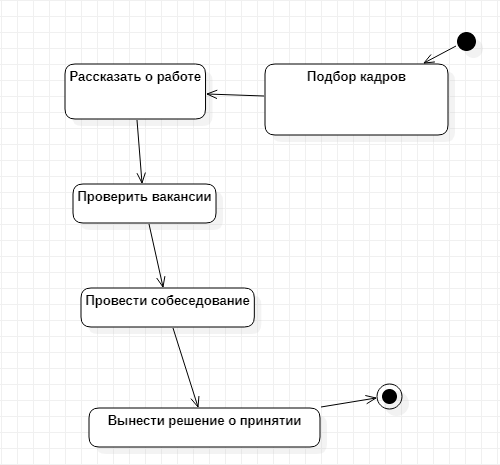 Рассказать о работе
Подбор кадров
Проверить вакансии
Провести собеседование
Вынести решение о принятии